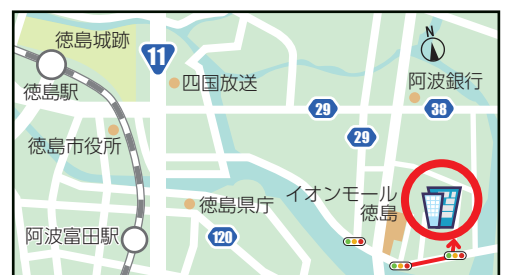 徳島城跡
11
N
徳島駅
四国放送
阿波銀行
29
38
29
徳島市役所
徳島県庁
イオンモール
徳島
阿波富田駅
120